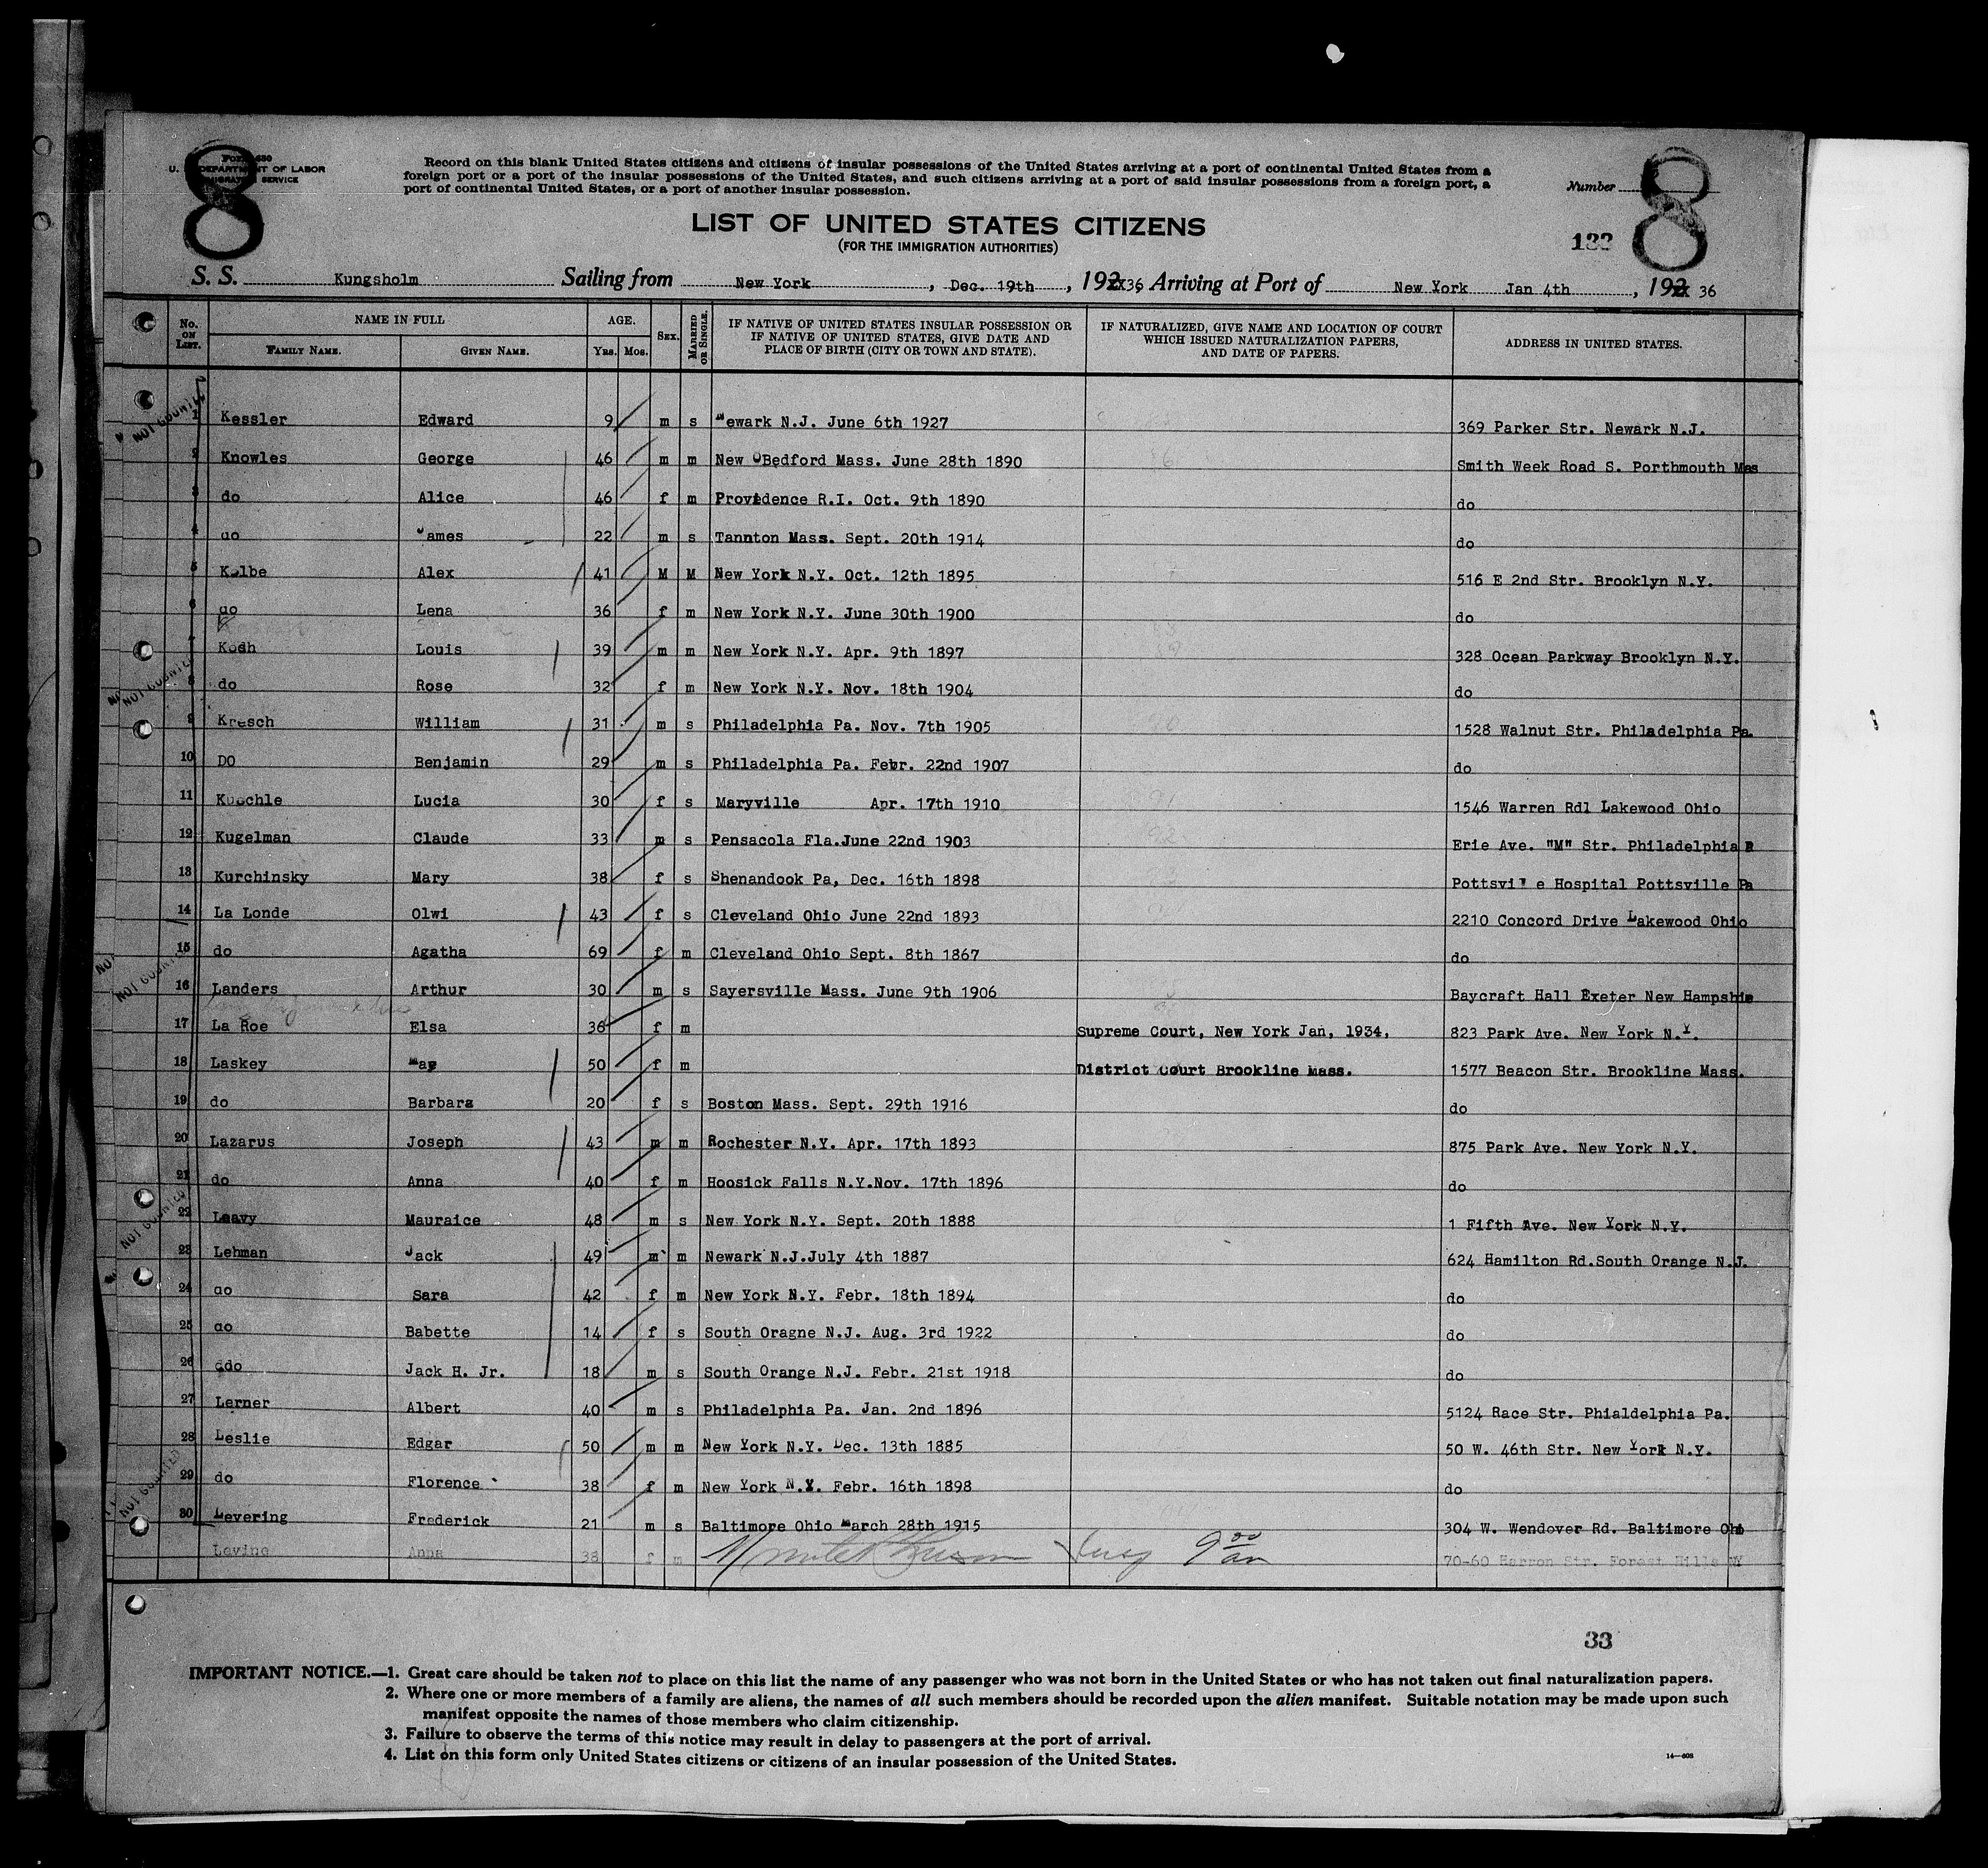 8
Form 630
U. S. DEPARTMENT OF LABOR
IMMIGRATION SERVICE
Record on this blank United States citizens and citizens of insular possessions of the United States arriving at a port of continental United States from a
foreign port or a port of the insular possessions of the United States, and such citizens arriving at a port of said insular possessions from a foreign port, a
port of continental United States, or a port of another insular possession.
Number 8
LIST OF UNITED STATES CITIZENS
(FOR THE IMMIGRATION AUTHORITIES)
S. S. Kungsholm Sailing from New York, Dec. 19th, 192xx36, Arriving at Port of New York Jan 4th, 192x 36
No. ON LIST. NAME IN FULL FAMILY NAME. GIVEN NAME. AGE. Yrs. Mos. SEX. MARRIED OR SINGLE. IF NATIVE OF UNITED STATES INSULAR POSSESSION OR IF NATIVE OF UNITED STATES, GIVE DATE AND PLACE OF BIRTH (CITY OR TOWN AND STATE). IF NATURALIZED, GIVE NAME AND LOCATION OF COURT WHICH ISSUED NATURALIZATION PAPERS, AND DATE OF PAPERS. ADDRESS IN UNITED STATES.
NOT COUNTED
1 Kessler Edward 9 m s Newark N.J. June 6th 1927 369 Parker Str. Newark N.J.
2 Knowles George 46 m m New Bedford Mass. June 28th 1890 Smith Week Road S. Porthmouth Mas
3 do Alice 46 f m Providence R.I. Oct. 9th 1890 do
4 do James 22 m s Tannton Mass. Sept. 20th 1914 do
5 Kolbe Alex 41 M M New York N.Y. Oct. 12th 1895 516 E 2nd Str. Brooklyn N.Y.
6 do Lena 36 f m New York N.Y. June 30th 1900 do
7 Louis 39 m m New York N.Y. Apr. 9th 1897 328 Ocean Parkway Brooklyn N.Y.
NOT COUNTED
8 do Rose 32 f m New York N.Y. Nov. 18th 1904 do
9 Kresch William 31 m s Philadelphia Pa. Nov. 7th 1905 1528 Walnut Str. Philadelphia Pa.
10 DO Benjamin 29 m s Philadelphia Pa. Febr. 22nd 1907 do
11 Kuechle Lucia 30 f s Maryville Apr. 17th 1910 1546 Warren Rdl Lakewood Ohio
12 Kugelman Claude 33 m s Pensacola Fla.June 22nd 1903 Erie Ave. "M" Str. Philadelphia P
13 Kurchinsky Mary 38 f s Shenandook Pa, Dec. 16th 1898 Pottsville Hospital Pottsville Pa
14 La Londe Olwi 43 f s Cleveland Ohio June 22nd 1893 2210 Concord Drive Lakewood Ohio
15 do Agatha 69 f m Cleveland Ohio Sept. 8th 1867 do
NOT COUNTED
16 Landers Arthur 30 m s Sayersville Mass. June 9th 1906 Baycraft Hall Exeter New Hampshie
17 La Roe Elsa 36 f m Supreme Court, New York Jan, 1934, 823 Park Ave. New York N.Y.
18 Laskey May 50 f m District Court Brookline Mass. 1577 Beacon Str. Brookline Mass.
19 do Barbara 20 f s Boston Mass. Sept. 29th 1916 do
20 Lazarus Joseph 43 m m Rochester N.Y. Apr. 17th 1893 875 Park Ave. New York N.Y.
21 do Anna 40 f m Hoosick Falls N.Y.Nov. 17th 1896 do
NOT COUNTED
22 Leavy Mauraice 48 m s New York N.Y. Sept. 20th 1888 1 Fifth Ave. New York N.Y.
23 Lehman Jack 49 m m Newark N.J.July 4th 1887 624 Hamilton Rd.South Orange N.J.
24 do Sara 42 f m New York N.Y. Febr. 18th 1894 do
25 do Babette 14 f s South Oragne N.J. Aug. 3rd 1922 do
26 ddo Jack H. Jr. 18 m s South Orange N.J. Febr. 21st 1918 do
27 Lerner Albert 40 m s Philadelphia Pa. Jan. 2nd 1896 5124 Race Str. Phialdelphia Pa.
28 Leslie Edgar 50 m m New York N.Y. Dec. 13th 1885 50 W. 46th Str. New York N.Y.
NOT COUNTED
29 do Florence 38 f m New York N.Y. Febr. 16th 1898 do
30 Levering Frederick 21 m s Baltimore Ohio March 28th 1915 304 W. Wendover Rd. Baltimore Oho
Levine Anna 38 f m 9 00 am 70-60 Str. Forest Hills NY
33
IMPORTANT NOTICE.—1. Great care should be taken not to place on this list the name of any passenger who was not born in the United States or who has not taken out final naturalization papers.
2. Where one or more members of a family are aliens, the names of all such members should be recorded upon the alien manifest. Suitable notation may be made upon such
manifest opposite the names of those members who claim citizenship.
3. Failure to observe the terms of this notice may result in delay to passengers at the port of arrival.
4. List on this form only United States citizens or citizens of an insular possession of the United States.
14—608